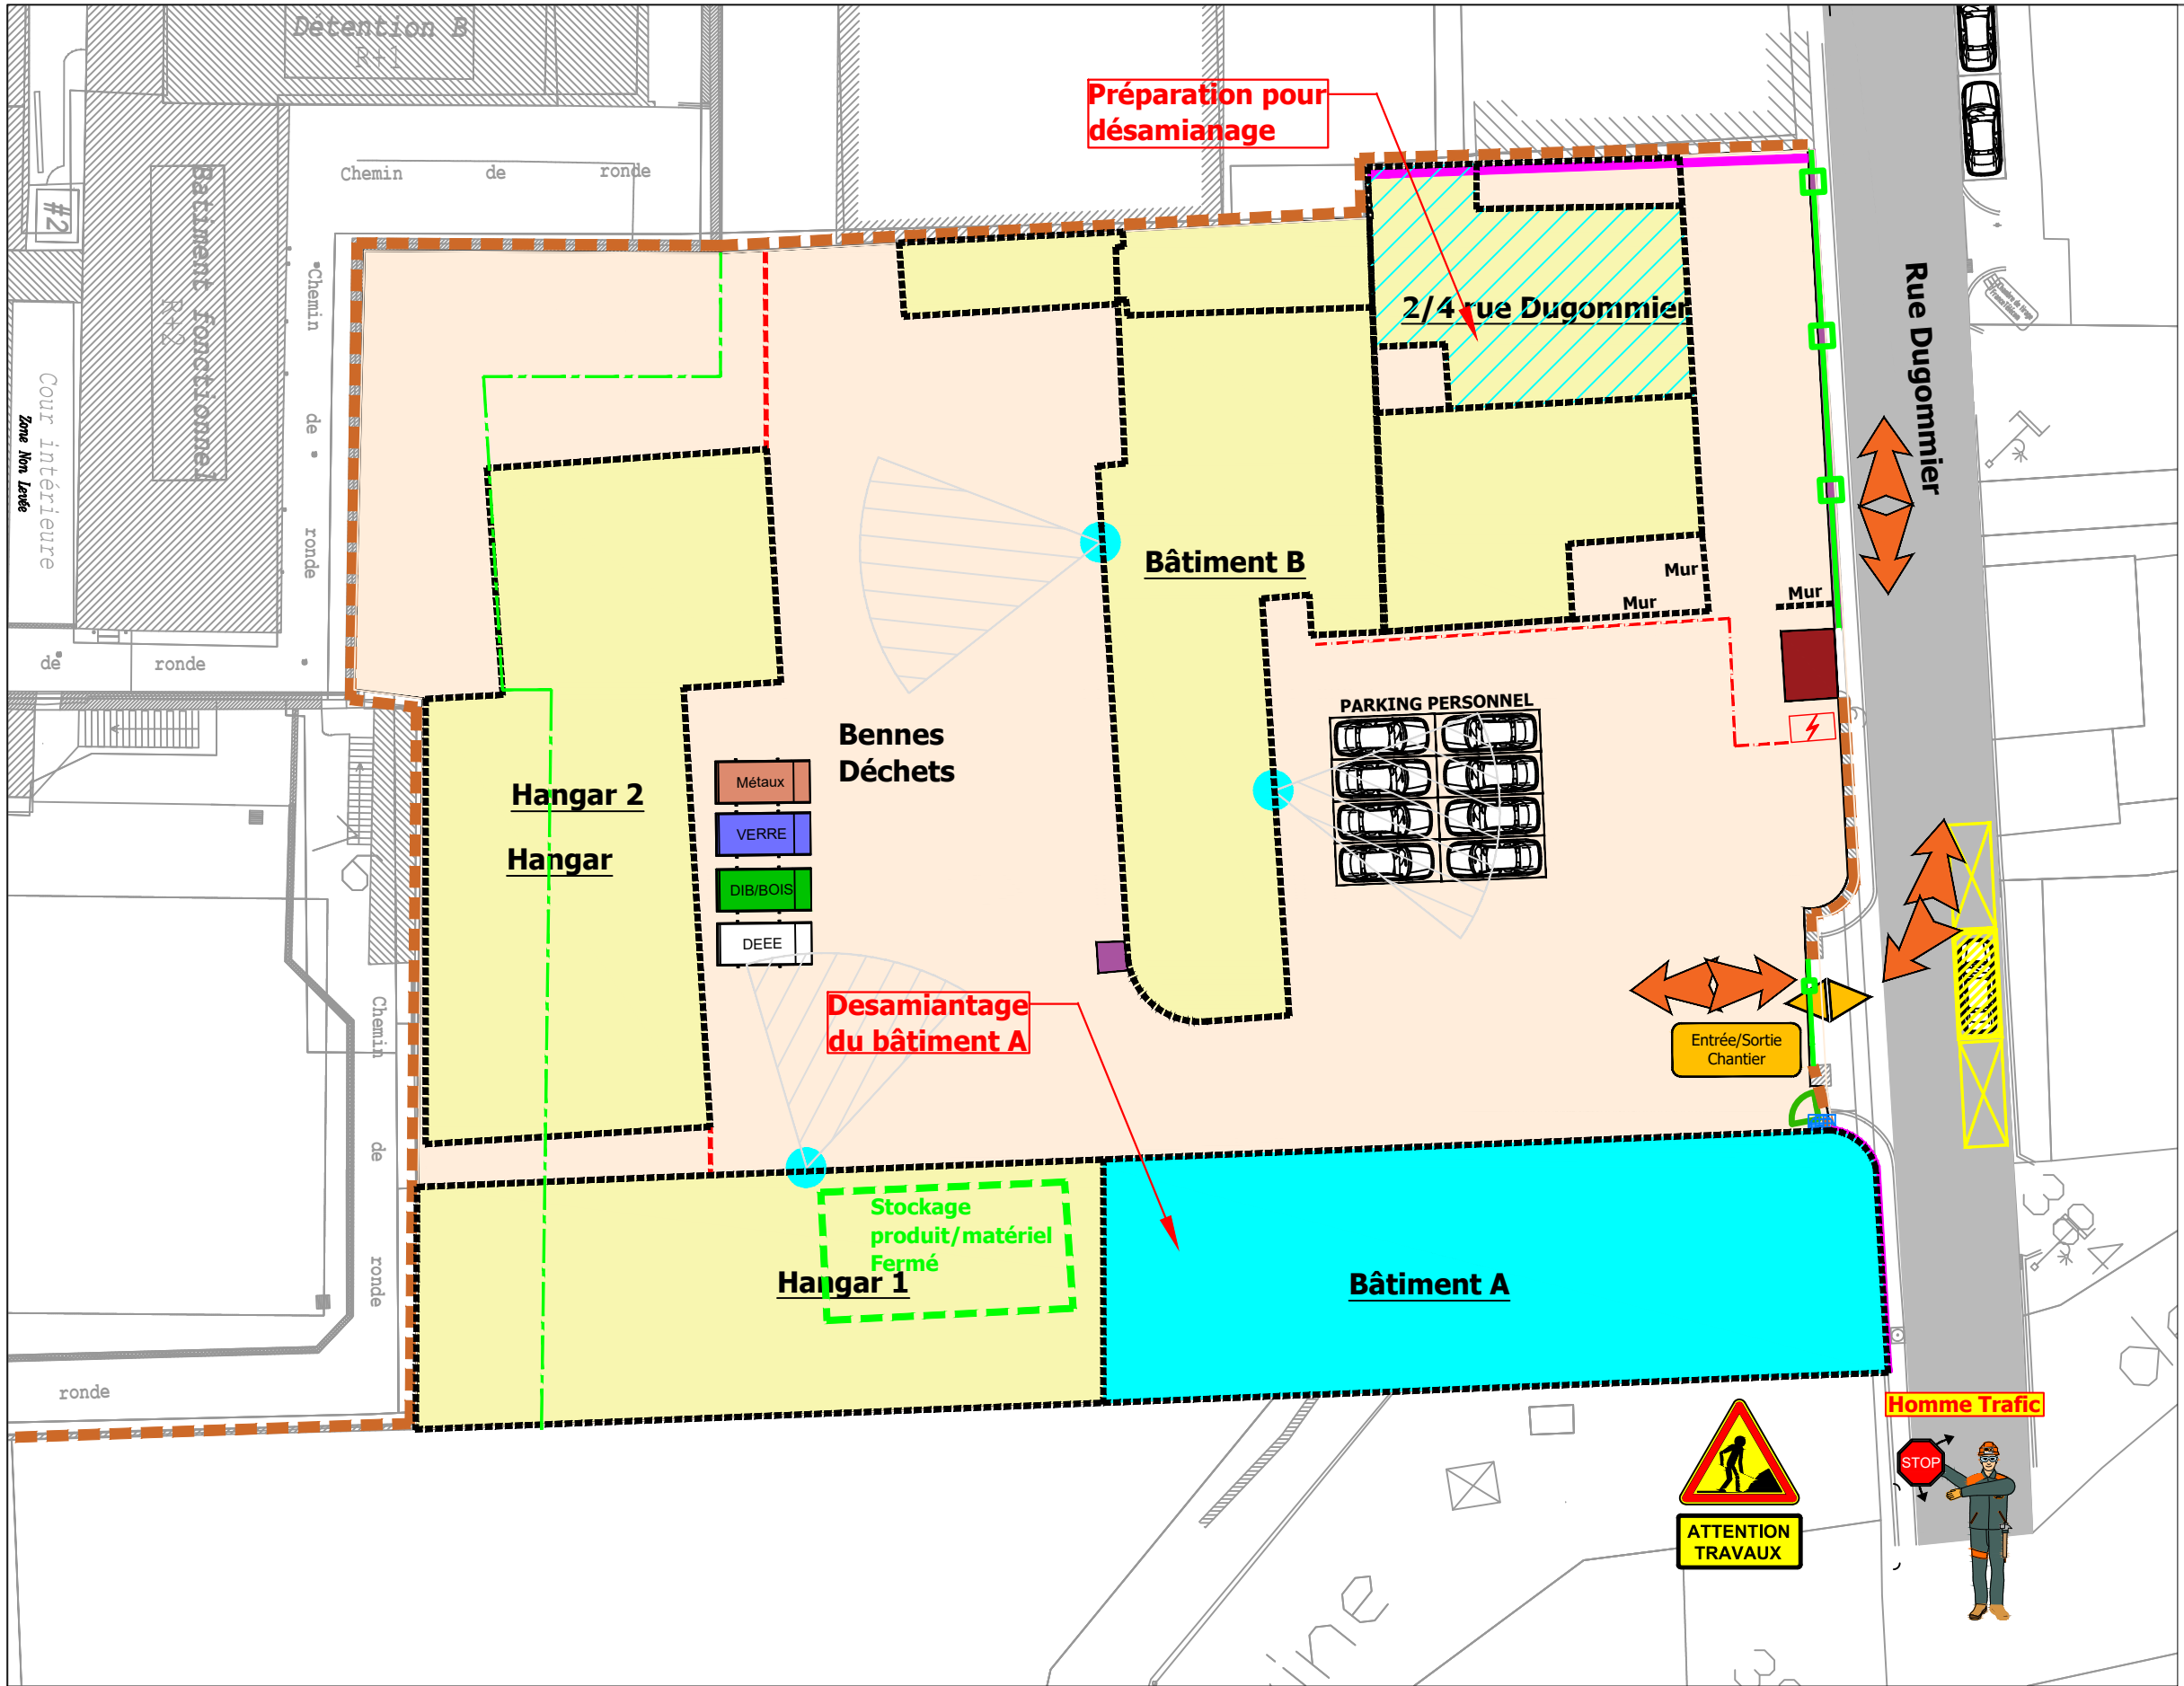 Détention B
R+1
Préparation pour
désamianage
Chemin de ronde
#2
Batiment fonctionnel
R+2
Chemin de ronde
Cour intérieure
Zone Non Levée
Rue Dugommier
2/4 rue Dugommier
Bâtiment B
Mur
Mur
Mur
de ronde
PARKING PERSONNEL
Bennes
Déchets
Métaux
VERRE
DIB/BOIS
DEEE
Hangar 2
Hangar
Desamiantage
du bâtiment A
Entrée/Sortie
Chantier
Chemin de ronde
Stockage
produit/matériel
Fermé
Hangar 1
Bâtiment A
ronde
Homme Trafic
STOP
ATTENTION
TRAVAUX
ine